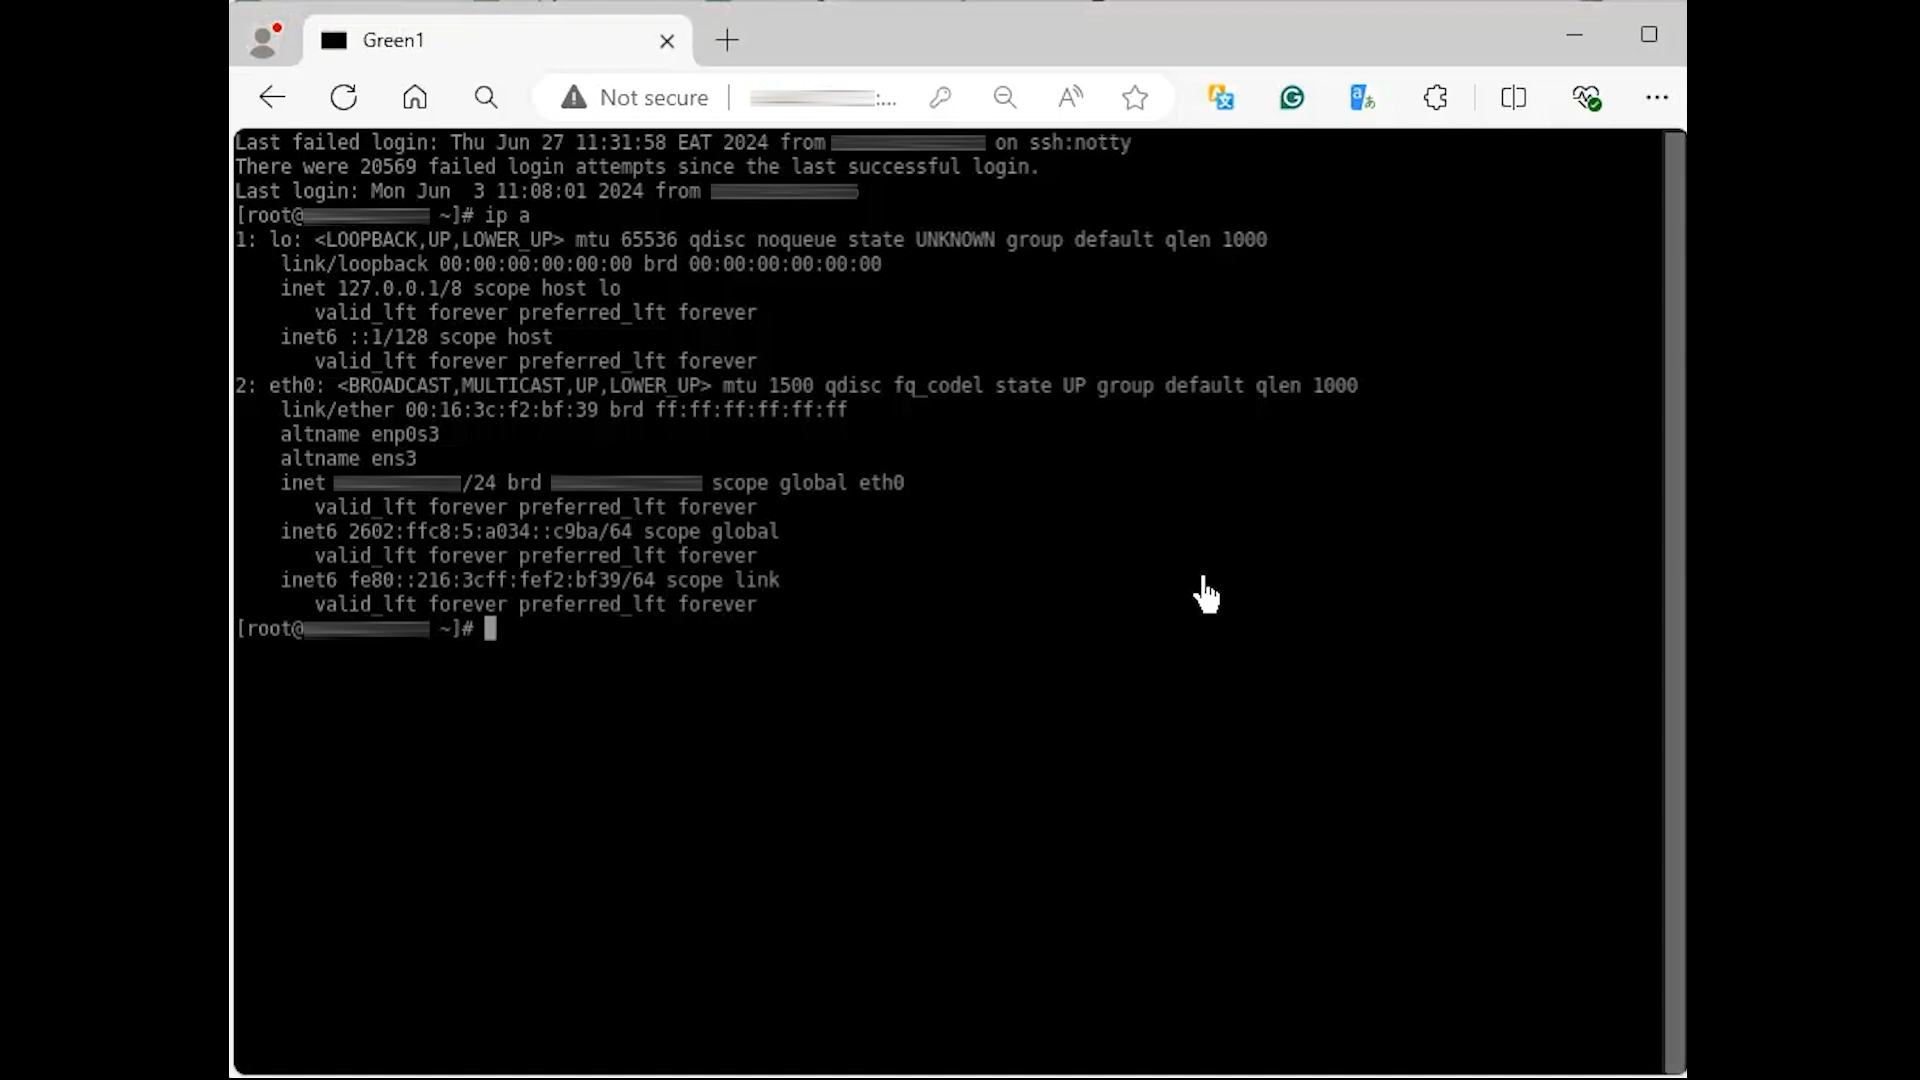 Green1
Not secure
:...
Last failed login: Thu Jun 27 11:31:58 EAT 2024 from on ssh:notty
There were 20569 failed login attempts since the last successful login.
Last login: Mon Jun  3 11:08:01 2024 from
[root@ ~]# ip a
1: lo: <LOOPBACK,UP,LOWER_UP> mtu 65536 qdisc noqueue state UNKNOWN group default qlen 1000
link/loopback 00:00:00:00:00:00 brd 00:00:00:00:00:00
inet 127.0.0.1/8 scope host lo
valid_lft forever preferred_lft forever
inet6 ::1/128 scope host
valid_lft forever preferred_lft forever
2: eth0: <BROADCAST,MULTICAST,UP,LOWER_UP> mtu 1500 qdisc fq_codel state UP group default qlen 1000
link/ether 00:16:3c:f2:bf:39 brd ff:ff:ff:ff:ff:ff
altname enp0s3
altname ens3
inet /24 brd scope global eth0
valid_lft forever preferred_lft forever
inet6 2602:ffc8:5:a034::c9ba/64 scope global
valid_lft forever preferred_lft forever
inet6 fe80::216:3cff:fef2:bf39/64 scope link
valid_lft forever preferred_lft forever
[root@ ~]#